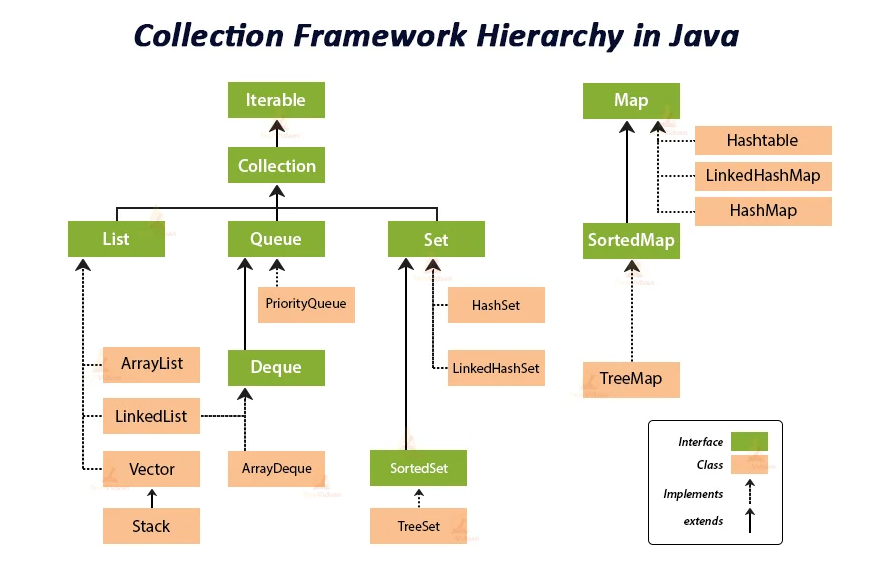 Collection Framework Hierarchy in Java
Iterable
Map
Hashtable
Collection
LinkedHashMap
HashMap
List
Queue
Set
SortedMap
PriorityQueue
HashSet
ArrayList
Deque
LinkedHashSet
TreeMap
LinkedList
Vector
ArrayDeque
SortedSet
Stack
TreeSet
Interface
Class
Implements
extends